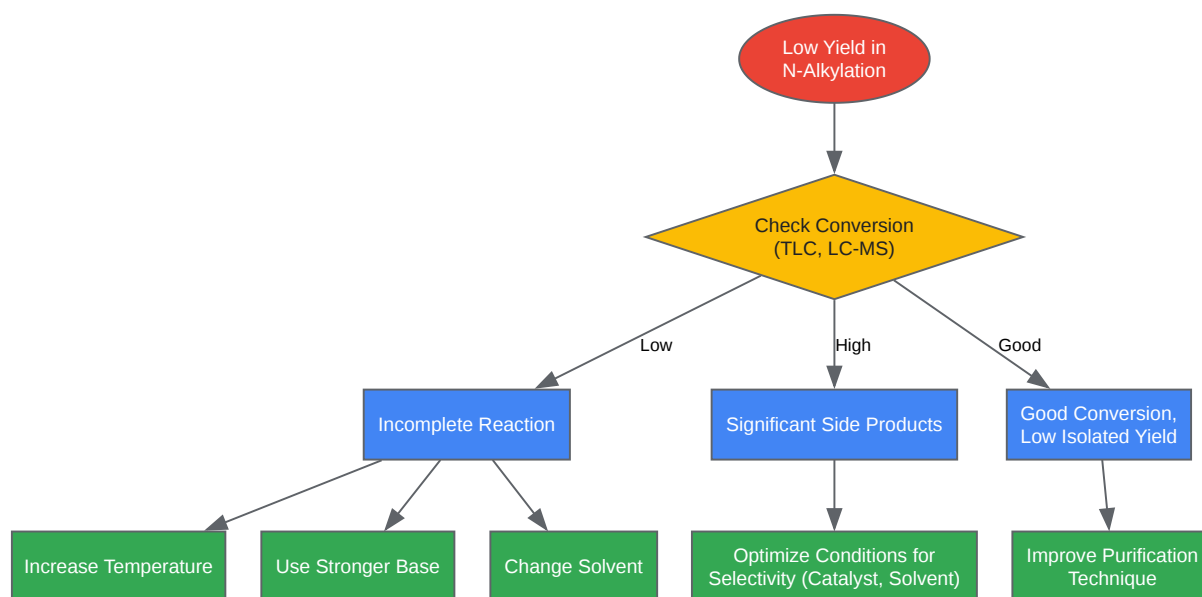 Low Yield in
N-Alkylation
Check Conversion
(TLC, LC-MS)
Low
High
Good
Incomplete Reaction
Significant Side Products
Good Conversion,
Low Isolated Yield
Increase Temperature
Use Stronger Base
Change Solvent
Optimize Conditions for
Selectivity (Catalyst, Solvent)
Improve Purification
Technique